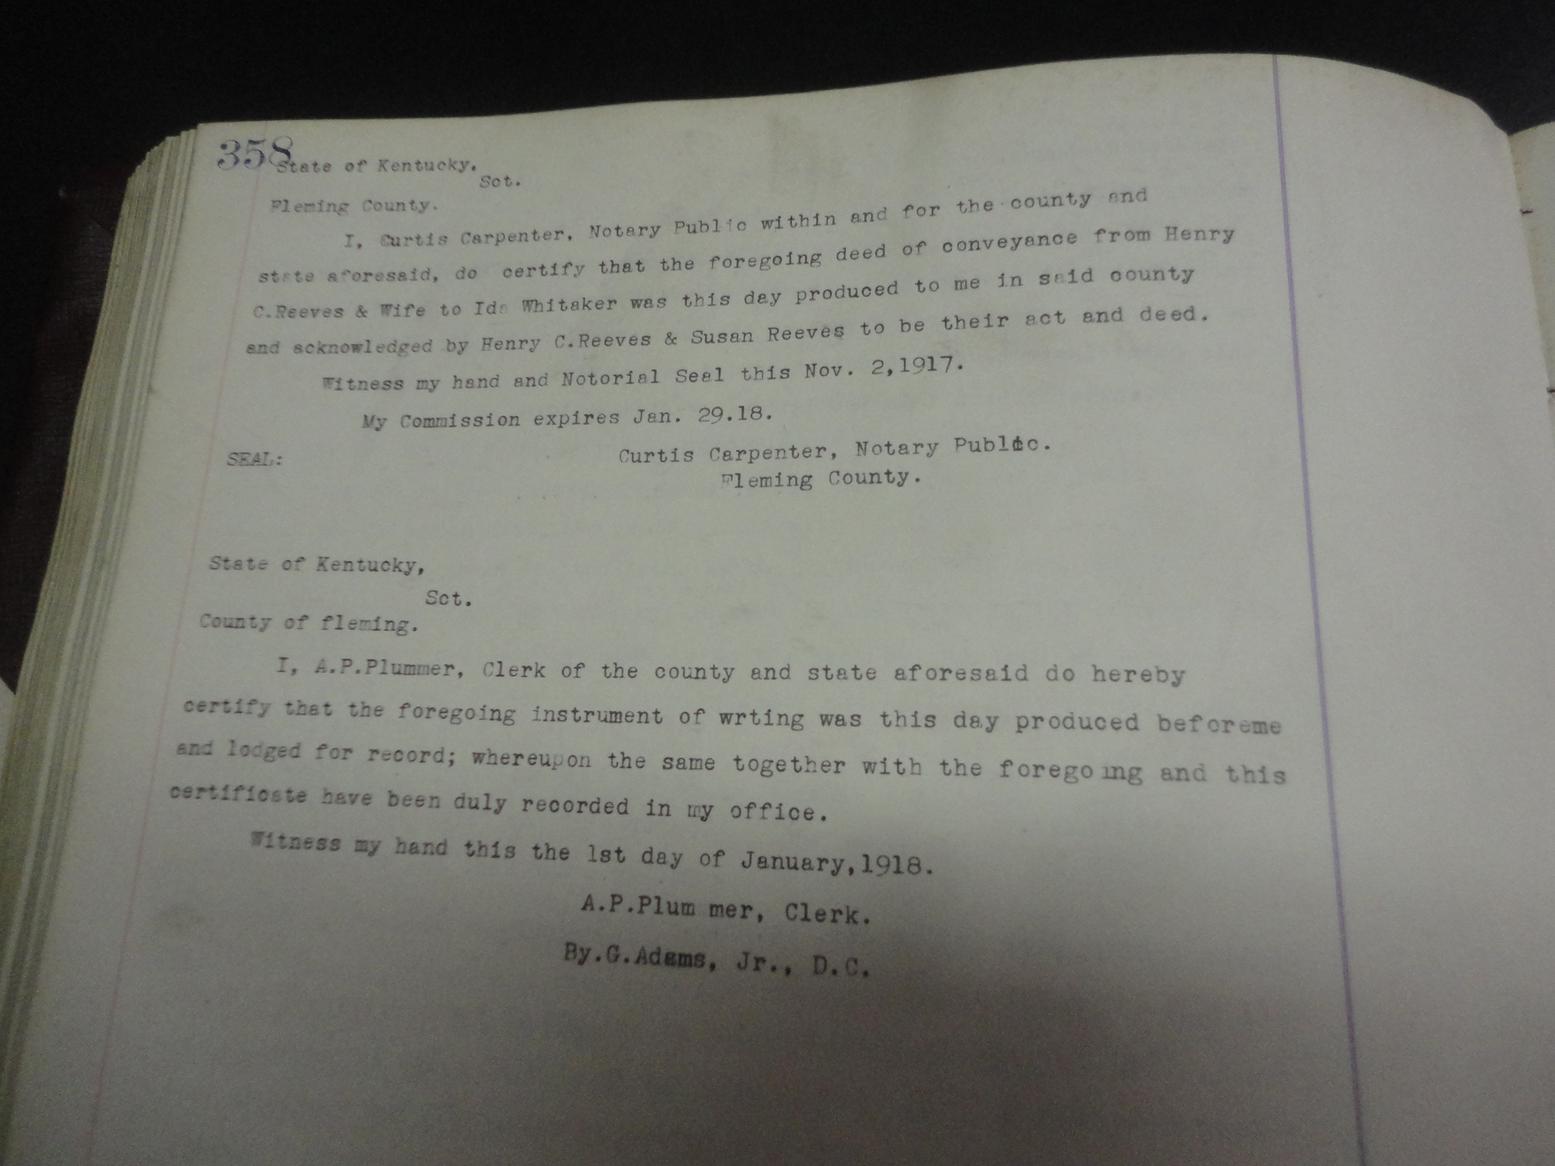 358
State of Kentucky.
Sct.
Fleming County.
I, Curtis Carpenter, Notary Public within and for the county and
state aforesaid, do certify that the foregoing deed of conveyance from Henry
C.Reeves & Wife to Ida Whitaker was this day produced to me in said county
and acknowledged by Henry C.Reeves & Susan Reeves to be their act and deed.
Witness my hand and Notorial Seal this Nov. 2,1917.
My Commission expires Jan. 29.18.
SEAL:
Curtis Carpenter, Notary Public.
Fleming County.
State of Kentucky,
Sct.
County of fleming.
I, A.P.Plummer, Clerk of the county and state aforesaid do hereby
certify that the foregoing instrument of wrting was this day produced beforeme
and lodged for record; whereupon the same together with the foregoing and this
certificate have been duly recorded in my office.
Witness my hand this the 1st day of January,1918.
A.P.Plum mer, Clerk.
By.G.Adams, Jr., D.C.